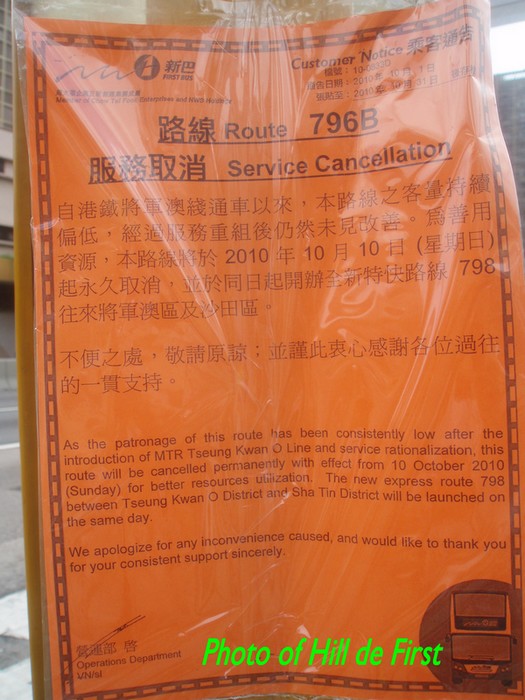 Customer Notice 乘客通告
新巴
FIRST BUS
路線 Route 796B
服務取消 Service Cancellation
自港鐵將軍澳綫通車以來，本路線之客量持續
偏低，經過服務重組後仍然未見改善。為善用
資源，本路線將於 2010 年 10 月 10 日 (星期日)
起永久取消，並於同日起開辦全新特快路線 798
往來將軍澳區及沙田區。
不便之處，敬請原諒；並謹此衷心感謝各位過往
的一貫支持。
As the patronage of this route has been consistently low after the
introduction of MTR Tseung Kwan O Line and service rationalization, this
route will be cancelled permanently with effect from 10 October 2010
(Sunday) for better resources utilization. The new express route 798
between Tseung Kwan O District and Sha Tin District will be launched on
the same day.
We apologize for any inconvenience caused, and would like to thank you
for your consistent support sincerely.
營運部 啓
Operations Department
Photo of Hill de First